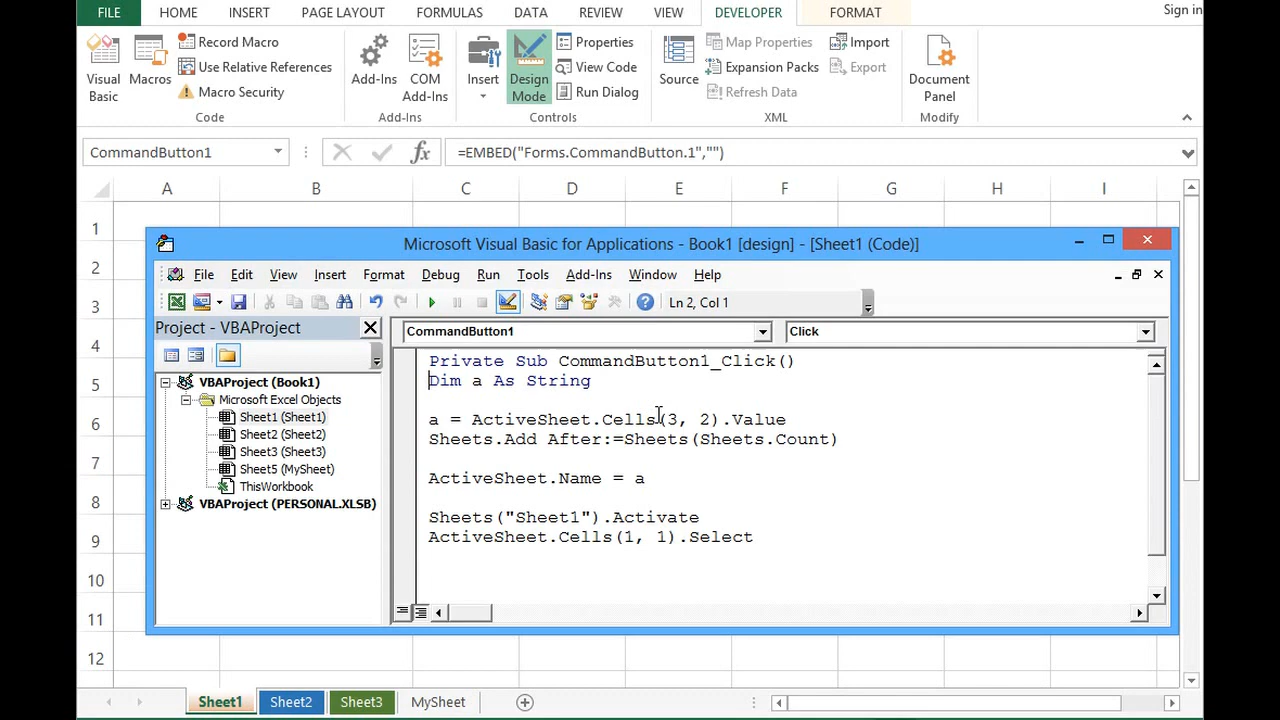 FILE HOME INSERT PAGE LAYOUT FORMULAS DATA REVIEW VIEW DEVELOPER FORMAT Sign in
Visual Basic
Macros
Record Macro
Use Relative References
Macro Security
Code
Add-Ins
COM Add-Ins
Add-Ins
Insert
Design Mode
Properties
View Code
Run Dialog
Controls
Source
Map Properties
Expansion Packs
Refresh Data
Import
Export
XML
Document Panel
Modify
CommandButton1 fx =EMBED("Forms.CommandButton.1","")
A B C D E F G H I
1
2
3
4
5
6
7
8
9
10
11
12
Microsoft Visual Basic for Applications - Book1 [design] - [Sheet1 (Code)]
File Edit View Insert Format Debug Run Tools Add-Ins Window Help
Ln 2, Col 1
Project - VBAProject
VBAProject (Book1)
Microsoft Excel Objects
Sheet1 (Sheet1)
Sheet2 (Sheet2)
Sheet3 (Sheet3)
Sheet5 (MySheet)
ThisWorkbook
VBAProject (PERSONAL.XLSB)
CommandButton1 Click
Private Sub CommandButton1_Click()
Dim a As String
a = ActiveSheet.Cells(3, 2).Value
Sheets.Add After:=Sheets(Sheets.Count)
ActiveSheet.Name = a
Sheets("Sheet1").Activate
ActiveSheet.Cells(1, 1).Select
Sheet1 Sheet2 Sheet3 MySheet